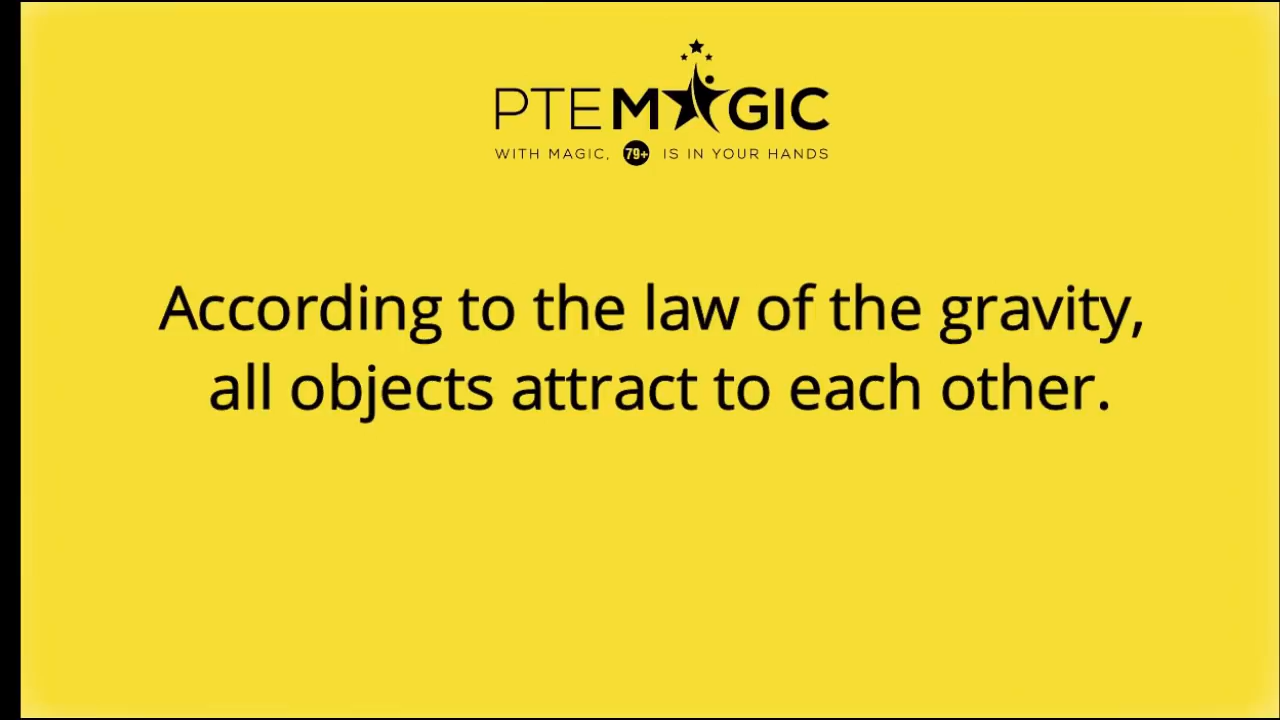 PTEMAGIC
WITH MAGIC, 79+ IS IN YOUR HANDS
According to the law of the gravity,
all objects attract to each other.